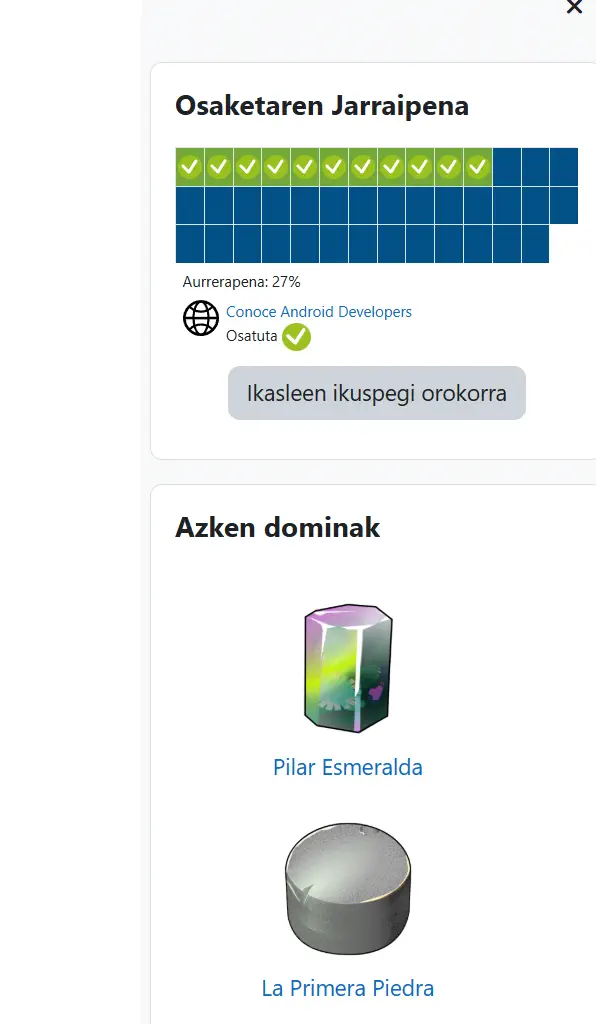 Osaketaren Jarraipena
Aurrerapena: 27%
Conoce Android Developers
Osatuta
Ikasleen ikuspegi orokorra
Azken dominak
Pilar Esmeralda
La Primera Piedra